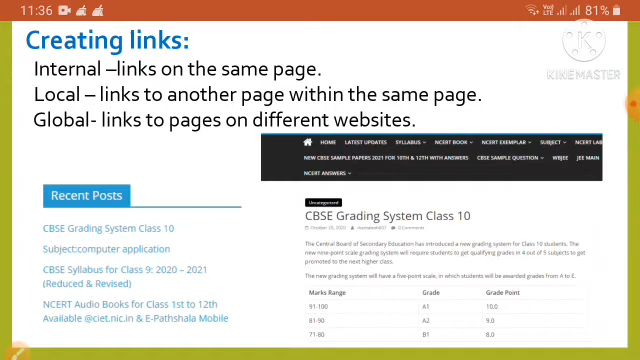 11:36
Vo)
LTE
81%
KINEMASTER
Creating links:
Internal –links on the same page.
Local – links to another page within the same page.
Global- links to pages on different websites.
Recent Posts
CBSE Grading System Class 10
Subject:computer application
CBSE Syllabus for Class 9: 2020 – 2021
(Reduced & Revised)
NCERT Audio Books for Class 1st to 12th
Available @ciet.nic.in & E-Pathshala Mobile
HOME LATEST UPDATES SYLLABUS NCERT BOOK NCERT EXEMPLAR SUBJECT NCERT LAB
NEW CBSE SAMPLE PAPERS 2021 FOR 10TH & 12TH WITH ANSWERS CBSE SAMPLE QUESTION WBJEE JEE MAIN
NCERT ANSWERS
Uncategorized
CBSE Grading System Class 10
October 20, 2020 0 Comments
The Central Board of Secondary Education has introduced a new grading system for Class 10 students. The
new nine-point scale grading system will require students to get qualifying grades in 4 out of 5 subjects to get
promoted to the next higher class.
The new grading system will have a five-point scale, in which students will be awarded grades from A to E.
Marks Range Grade Grade Point
91-100 A1 10.0
81-90 A2 9.0
71-80 B1 8.0